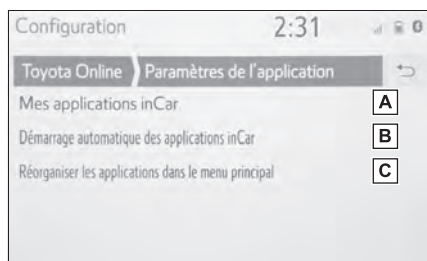 Configuration 2:31 0
Toyota Online Paramètres de l'application
Mes applications inCar A
Démarrage automatique des applications inCar B
Réorganiser les applications dans le menu principal C